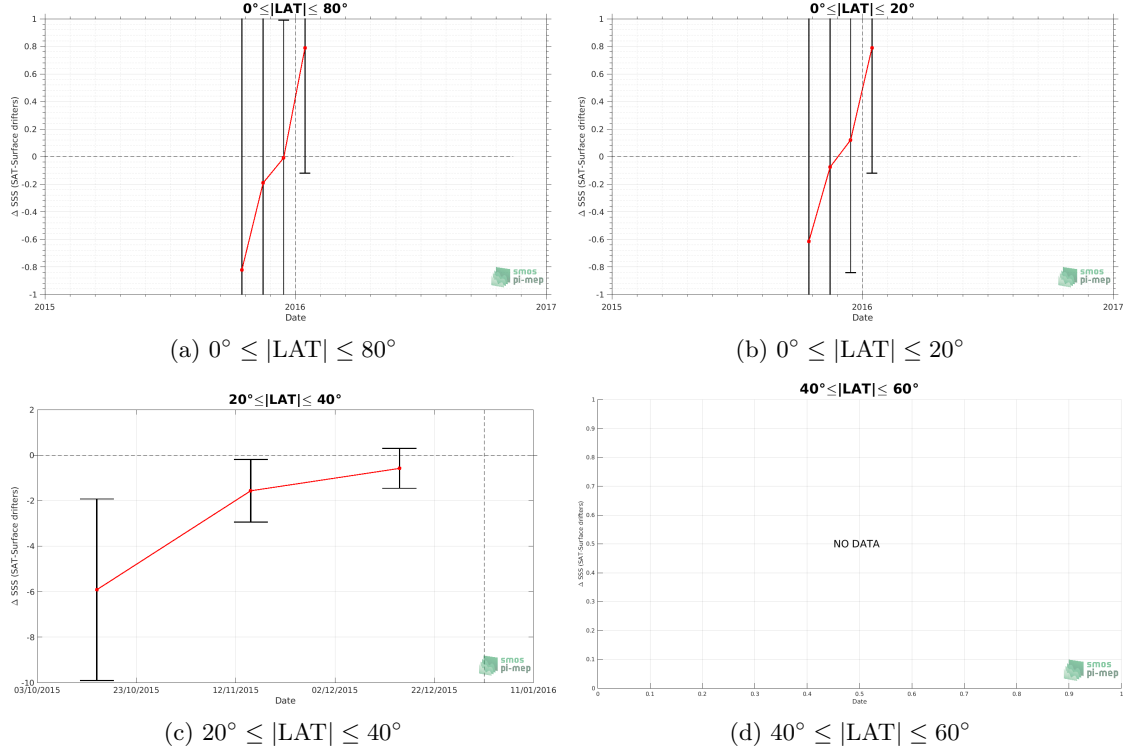 0°≤|LAT|≤ 80°
1
0.8
0.6
0.4
0.2
0
-0.2
-0.4
-0.6
-0.8
-1
Δ SSS (SAT-Surface drifters)
2015
2016
2017
Date
smos
pi-mep
(a) 0° ≤ |LAT| ≤ 80°
0°≤|LAT|≤ 20°
1
0.8
0.6
0.4
0.2
0
-0.2
-0.4
-0.6
-0.8
-1
Δ SSS (SAT-Surface drifters)
2015
2016
2017
Date
smos
pi-mep
(b) 0° ≤ |LAT| ≤ 20°
20°≤|LAT|≤ 40°
2
0
-2
-4
-6
-8
-10
Δ SSS (SAT-Surface drifters)
03/10/2015
23/10/2015
12/11/2015
02/12/2015
22/12/2015
11/01/2016
Date
smos
pi-mep
(c) 20° ≤ |LAT| ≤ 40°
40°≤|LAT|≤ 60°
1
0.9
0.8
0.7
0.6
0.5
0.4
0.3
0.2
0.1
0
Δ SSS (SAT-Surface drifters)
NO DATA
0
0.1
0.2
0.3
0.4
0.5
0.6
0.7
0.8
0.9
1
Date
smos
pi-mep
(d) 40° ≤ |LAT| ≤ 60°